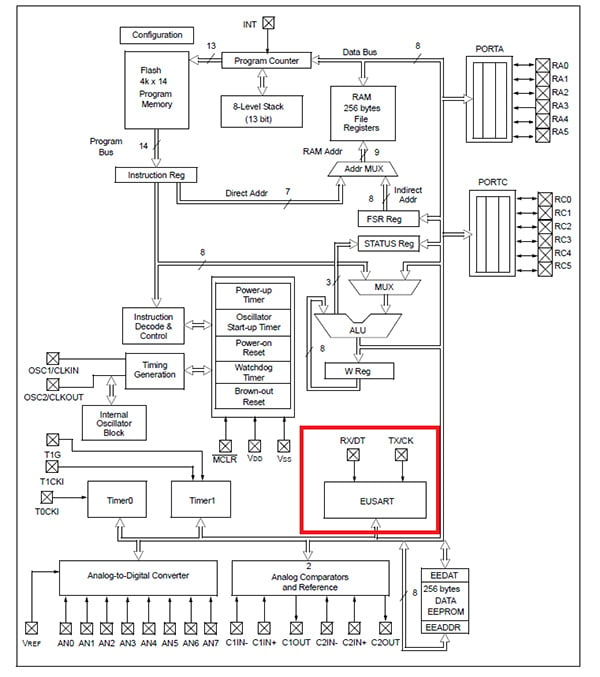 INT
Configuration
13
Program Counter
Data Bus
8
PORTA
Flash
4k x 14
Program
Memory
8-Level Stack
(13 bit)
RAM
256 bytes
File
Registers
RA0
RA1
RA2
RA3
RA4
RA5
Program
Bus
14
RAM Addr
9
Addr MUX
Instruction Reg
Direct Addr
7
8
Indirect
Addr
FSR Reg
PORTC
RC0
RC1
RC2
RC3
RC4
RC5
STATUS Reg
8
3
MUX
Power-up
Timer
Instruction
Decode &
Control
Oscillator
Start-up Timer
ALU
Power-on
Reset
8
OSC1/CLKIN
Timing
Generation
Watchdog
Timer
W Reg
OSC2/CLKOUT
Brown-out
Reset
Internal
Oscillator
Block
T1G
MCLR
VDD
VSS
RX/DT
TX/CK
T1CKI
T0CKI
Timer0
Timer1
EUSART
Analog-to-Digital Converter
2
Analog Comparators
and Reference
8
EEDAT
256 bytes
DATA
EEPROM
EEADDR
VREF
AN0
AN1
AN2
AN3
AN4
AN5
AN6
AN7
C1IN-
C1IN+
C1OUT
C2IN-
C2IN+
C2OUT